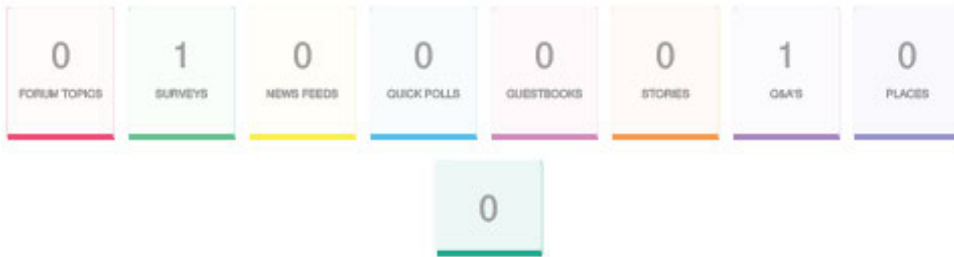 0 1 0 0 0 0 1 0
FORUM TOPICS SURVEYS NEWS FEEDS QUICK POLLS GUESTBOOKS STORIES Q&A'S PLACES
0